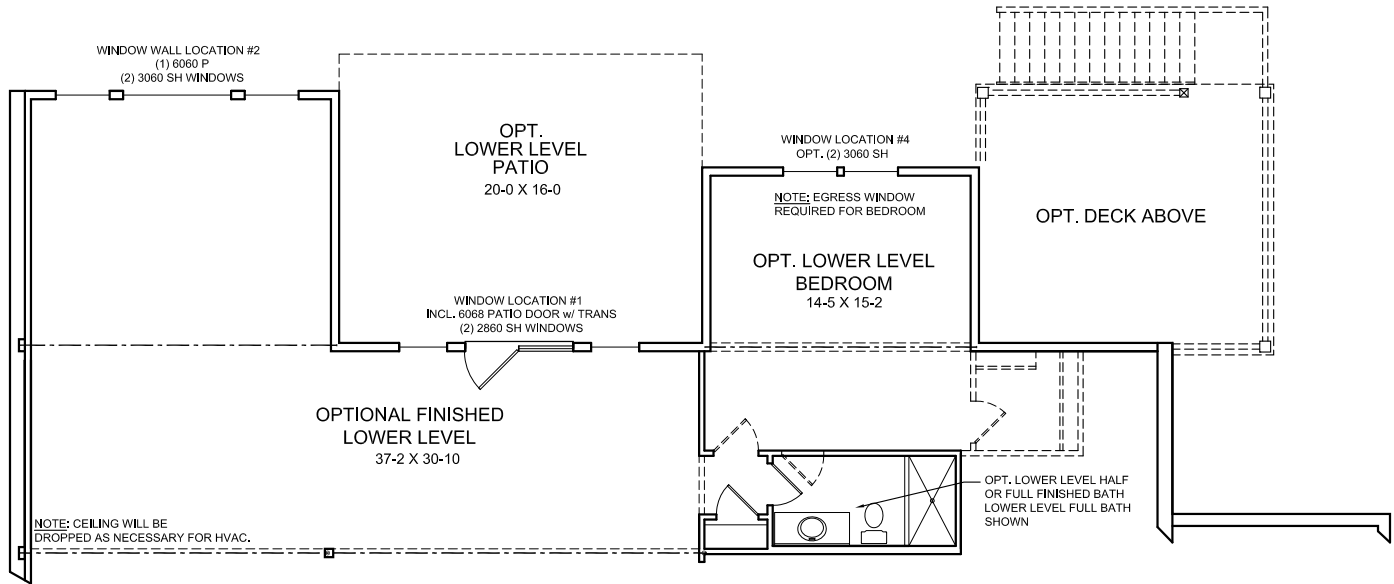 WINDOW WALL LOCATION #2
(1) 6060 P
(2) 3060 SH WINDOWS
OPT.
LOWER LEVEL
PATIO
20-0 X 16-0
WINDOW LOCATION #4
OPT. (2) 3060 SH
NOTE: EGRESS WINDOW
REQUIRED FOR BEDROOM
OPT. DECK ABOVE
OPT. LOWER LEVEL
BEDROOM
14-5 X 15-2
WINDOW LOCATION #1
INCL. 6068 PATIO DOOR w/ TRANS
(2) 2860 SH WINDOWS
OPTIONAL FINISHED
LOWER LEVEL
37-2 X 30-10
OPT. LOWER LEVEL HALF
OR FULL FINISHED BATH
LOWER LEVEL FULL BATH
SHOWN
NOTE: CEILING WILL BE
DROPPED AS NECESSARY FOR HVAC.